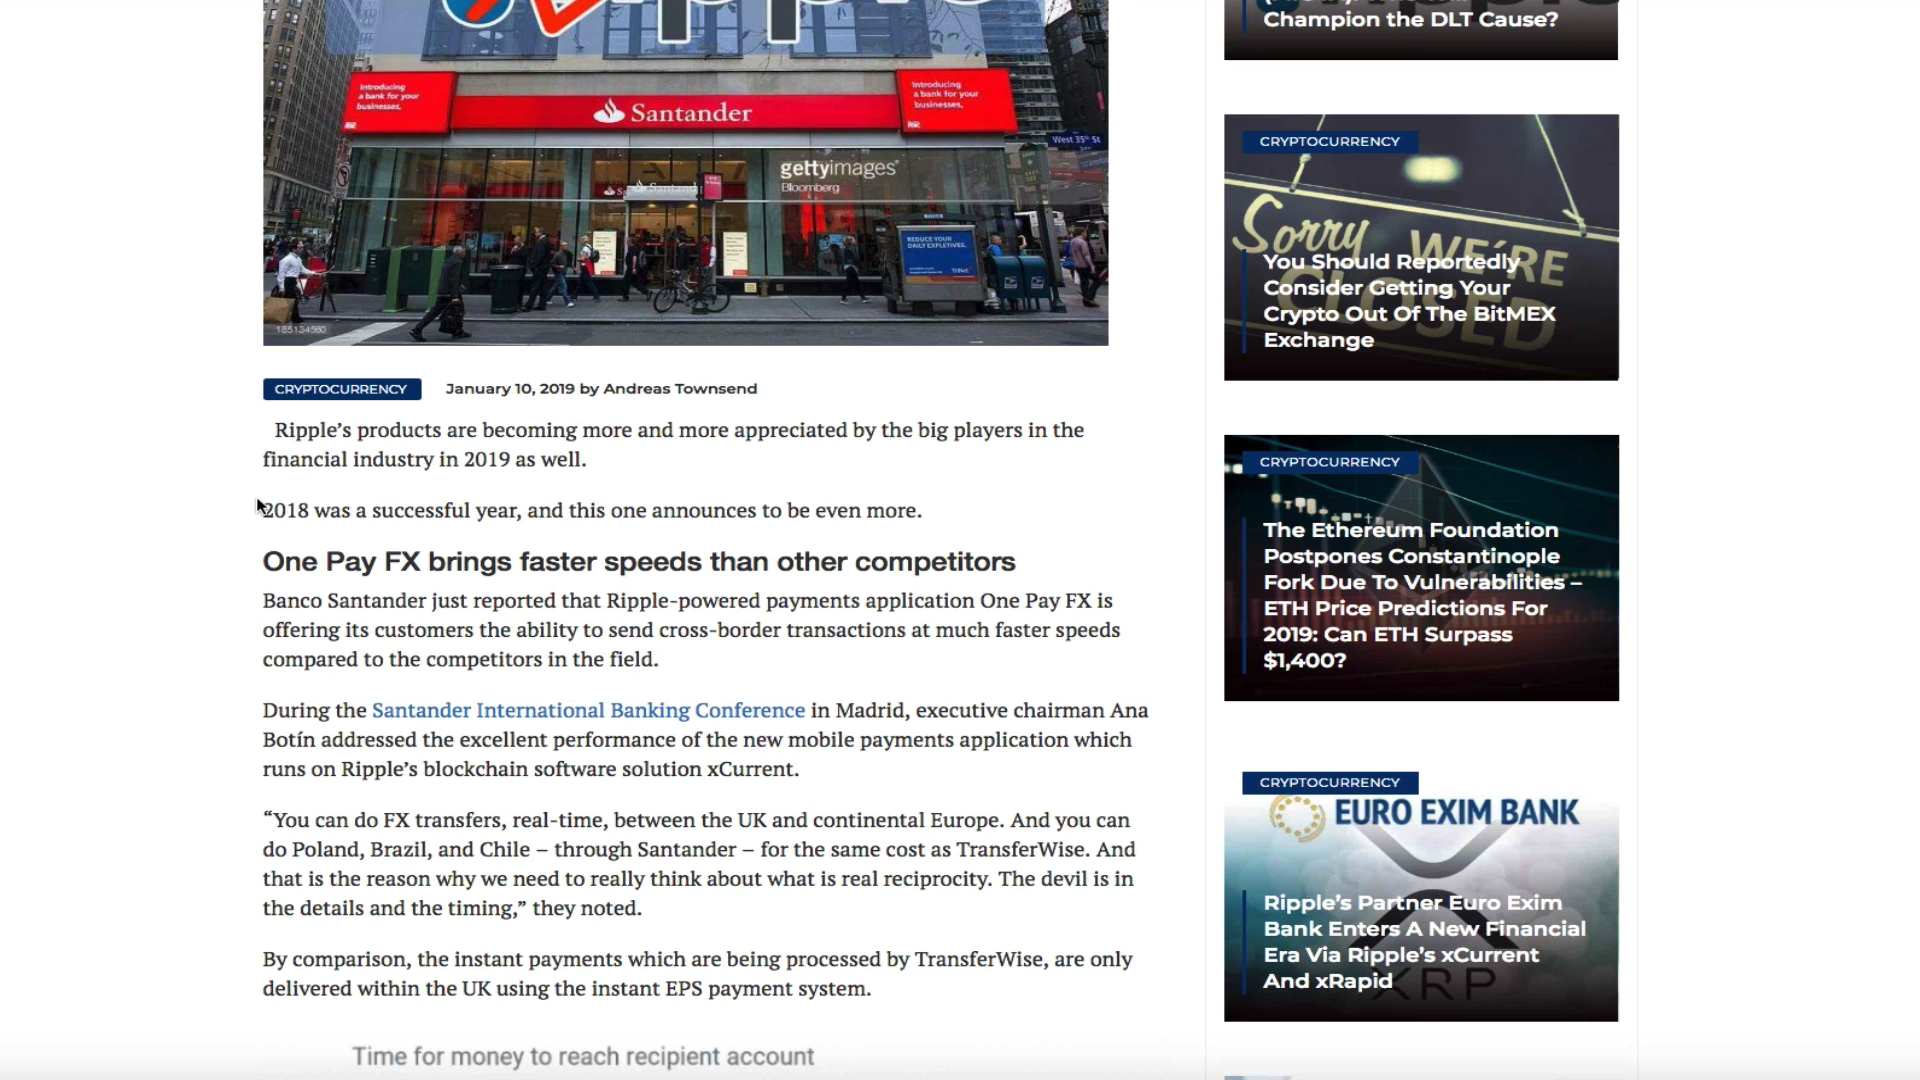 Introducing
a bank for your
businesses.
Santander
Introducing
a bank for your
businesses.
West 35th St
gettyimages®
Bloomberg
REDUCE YOUR
DAILY EXPLETIVES.
185134560
CRYPTOCURRENCY January 10, 2019 by Andreas Townsend
Ripple’s products are becoming more and more appreciated by the big players in the
financial industry in 2019 as well.
2018 was a successful year, and this one announces to be even more.
One Pay FX brings faster speeds than other competitors
Banco Santander just reported that Ripple-powered payments application One Pay FX is
offering its customers the ability to send cross-border transactions at much faster speeds
compared to the competitors in the field.
During the Santander International Banking Conference in Madrid, executive chairman Ana
Botín addressed the excellent performance of the new mobile payments application which
runs on Ripple’s blockchain software solution xCurrent.
“You can do FX transfers, real-time, between the UK and continental Europe. And you can
do Poland, Brazil, and Chile – through Santander – for the same cost as TransferWise. And
that is the reason why we need to really think about what is real reciprocity. The devil is in
the details and the timing,” they noted.
By comparison, the instant payments which are being processed by TransferWise, are only
delivered within the UK using the instant EPS payment system.
Time for money to reach recipient account
Champion the DLT Cause?
CRYPTOCURRENCY
Sorry WE'RE
CLOSED
You Should Reportedly
Consider Getting Your
Crypto Out Of The BitMEX
Exchange
CRYPTOCURRENCY
The Ethereum Foundation
Postpones Constantinople
Fork Due To Vulnerabilities –
ETH Price Predictions For
2019: Can ETH Surpass
$1,400?
CRYPTOCURRENCY
EURO EXIM BANK
Ripple’s Partner Euro Exim
Bank Enters A New Financial
Era Via Ripple’s xCurrent
And xRapid
XRP